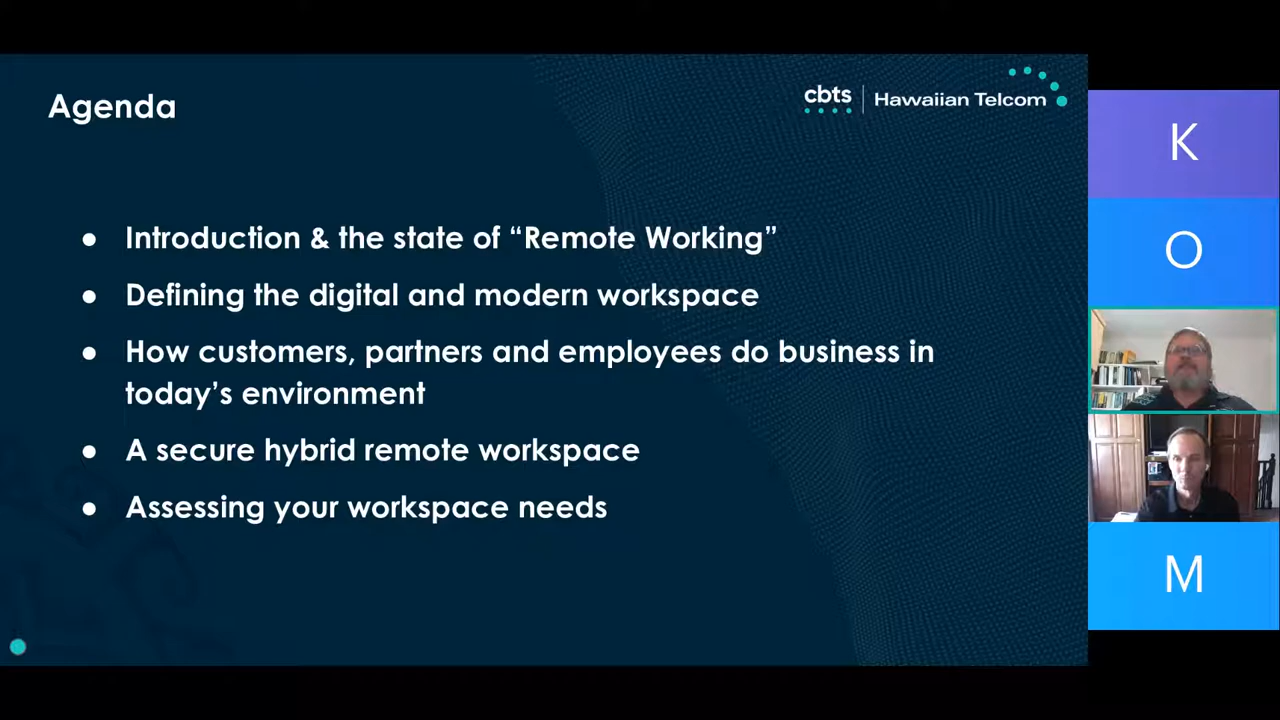 Agenda
cbts | Hawaiian Telcom
● Introduction & the state of “Remote Working”
● Defining the digital and modern workspace
● How customers, partners and employees do business in
today’s environment
● A secure hybrid remote workspace
● Assessing your workspace needs
K
O
M